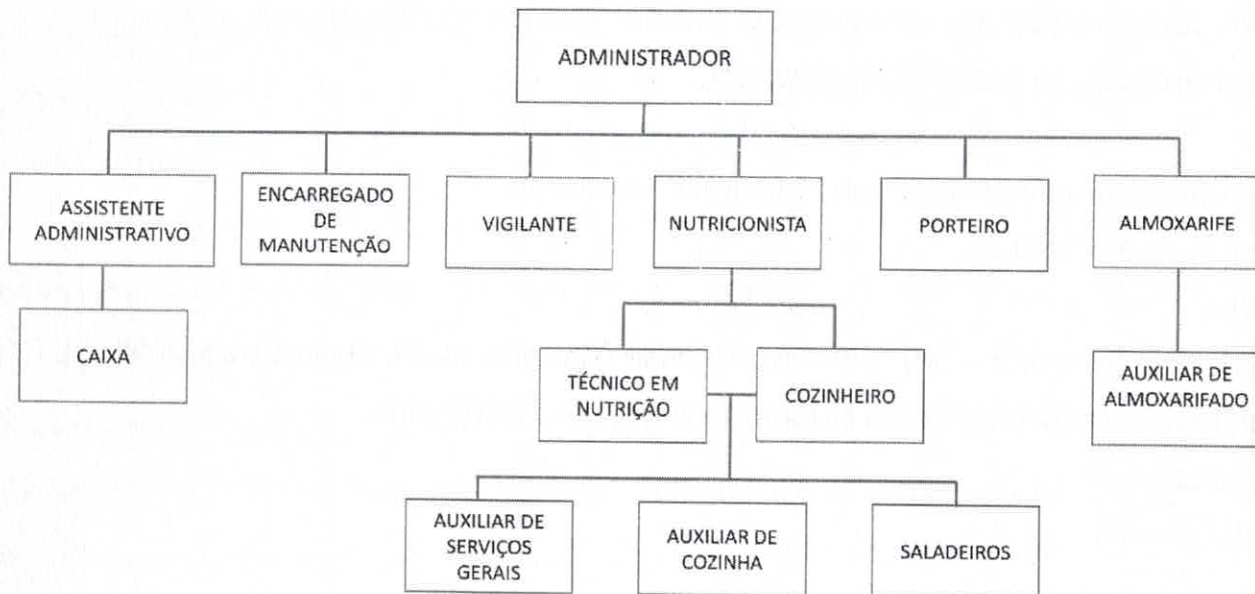 ADMINISTRADOR
ASSISTENTE
ADMINISTRATIVO
ENCARREGADO
DE
MANUTENÇÃO
VIGILANTE
NUTRICIONISTA
PORTEIRO
ALMOXARIFE
CAIXA
TÉCNICO EM
NUTRIÇÃO
COZINHEIRO
AUXILIAR DE
ALMOXARIFADO
AUXILIAR DE
SERVIÇOS
GERAIS
AUXILIAR DE
COZINHA
SALADEIROS